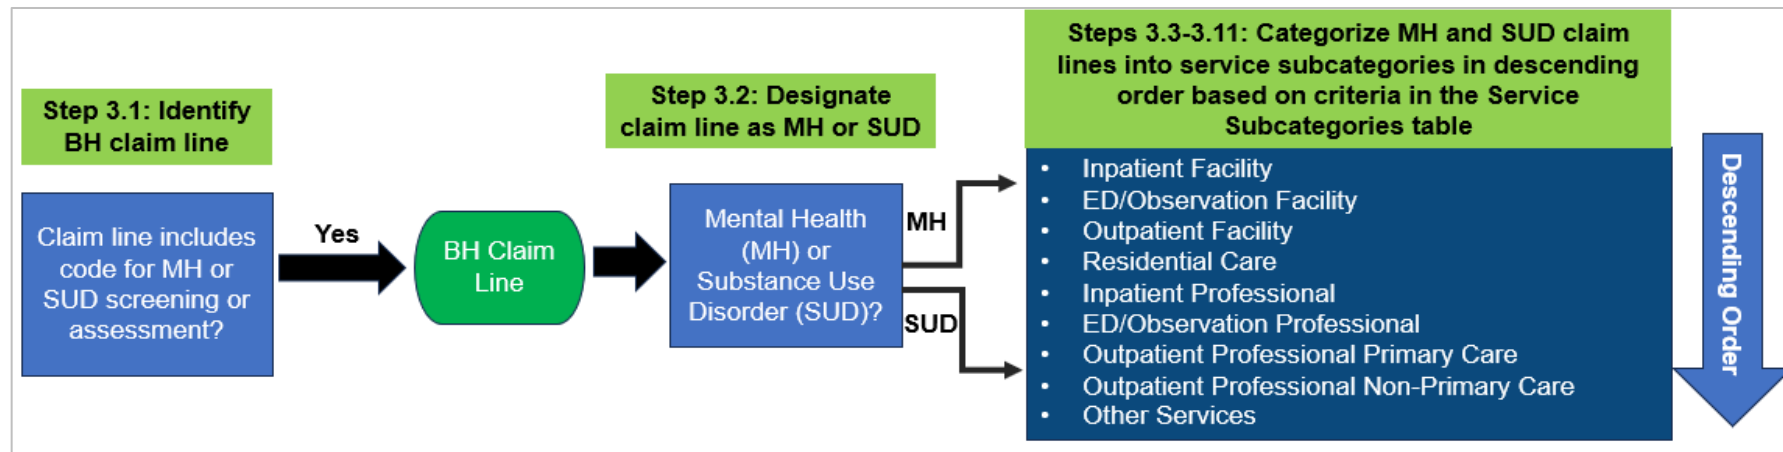 Step 3.1: Identify
BH claim line
Claim line includes
code for MH or
SUD screening or
assessment?
Yes
BH Claim
Line
Step 3.2: Designate
claim line as MH or SUD
Mental Health
(MH) or
Substance Use
Disorder (SUD)?
MH
SUD
Steps 3.3-3.11: Categorize MH and SUD claim
lines into service subcategories in descending
order based on criteria in the Service
Subcategories table
• Inpatient Facility
• ED/Observation Facility
• Outpatient Facility
• Residential Care
• Inpatient Professional
• ED/Observation Professional
• Outpatient Professional Primary Care
• Outpatient Professional Non-Primary Care
• Other Services
Descending Order